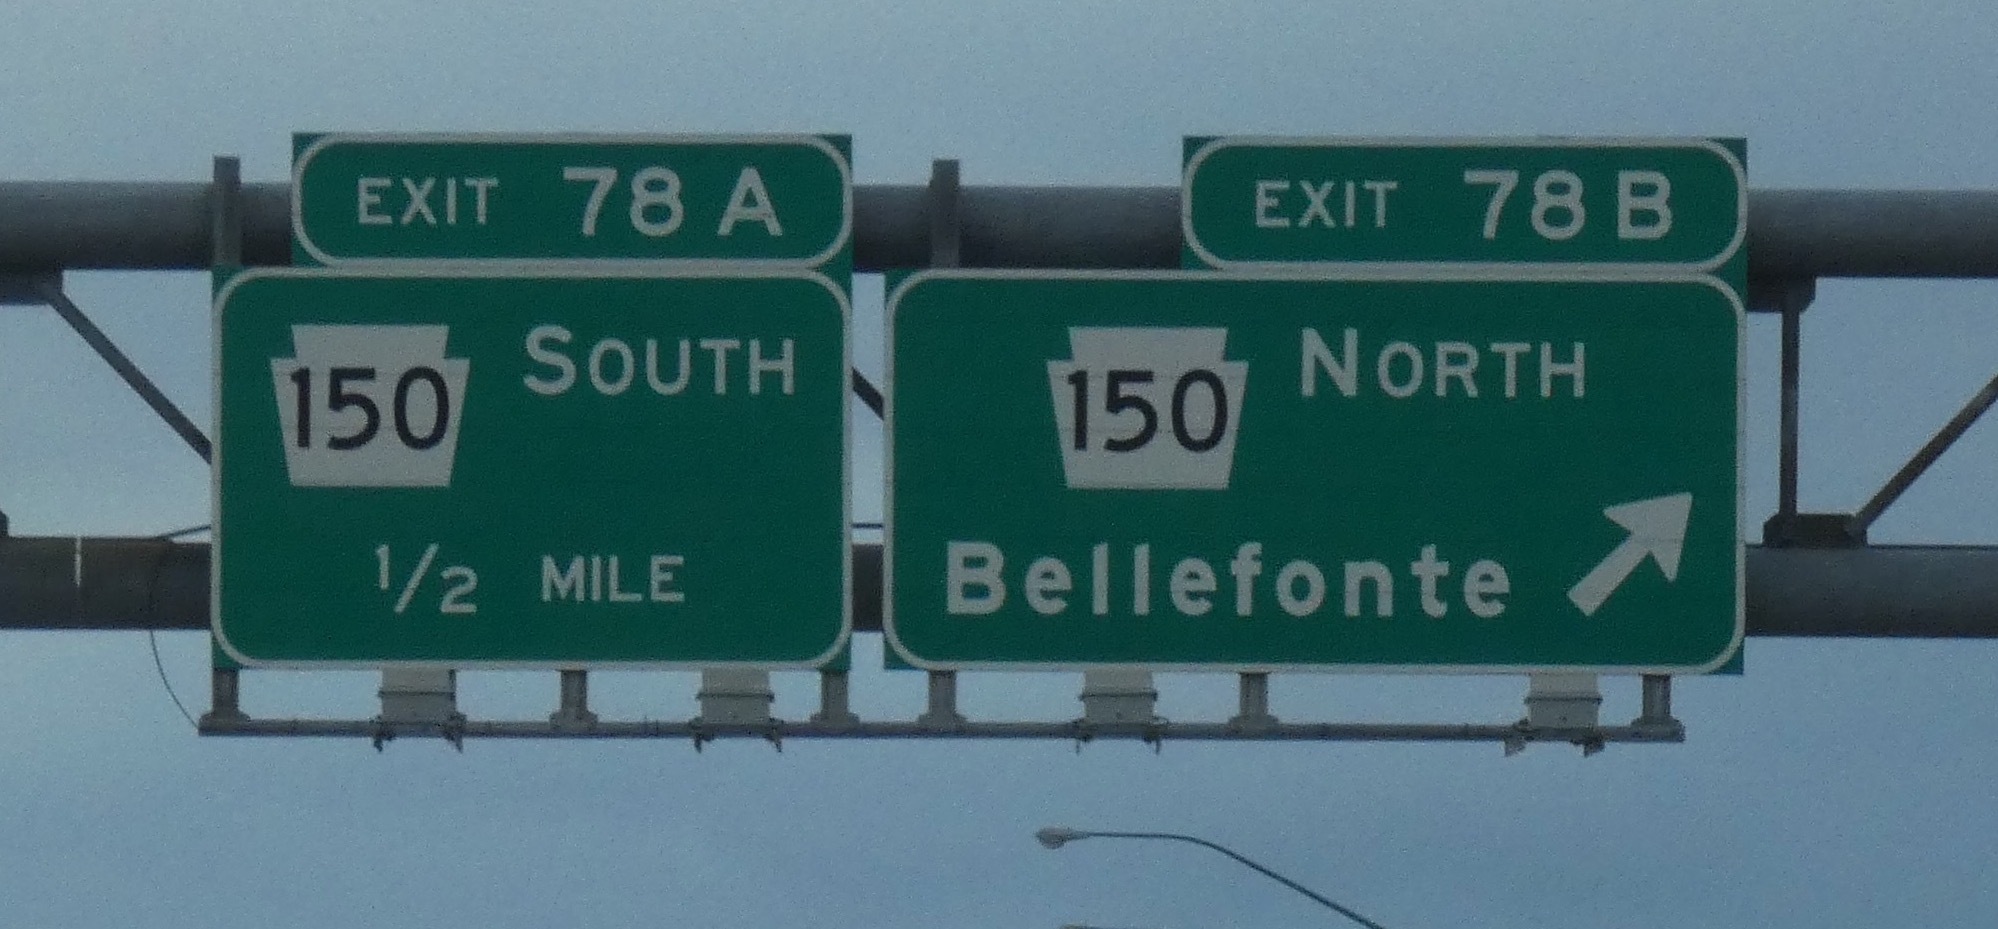 EXIT 78 A
150 SOUTH
1/2 MILE
EXIT 78 B
150 NORTH
Bellefonte